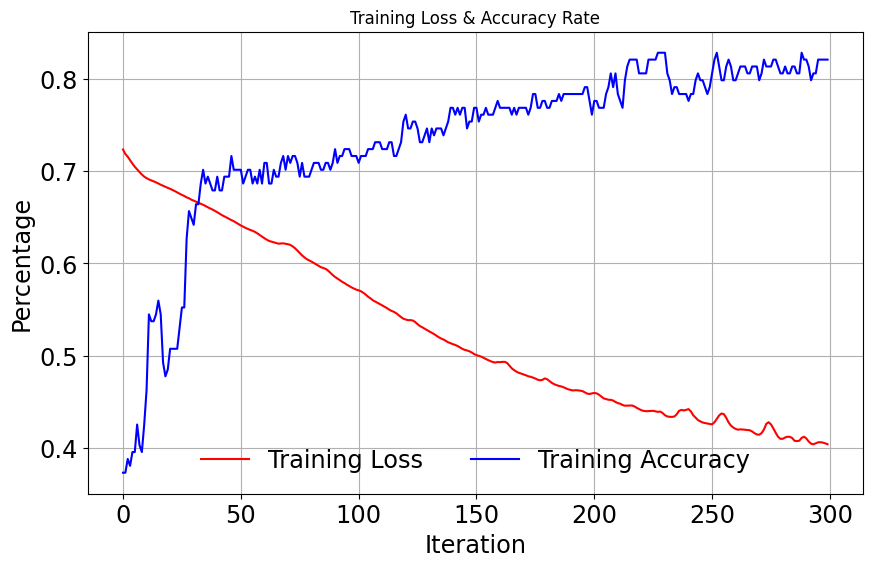 Training Loss & Accuracy Rate
Percentage
0.8
0.7
0.6
0.5
0.4
Training Loss
Training Accuracy
0 50 100 150 200 250 300
Iteration